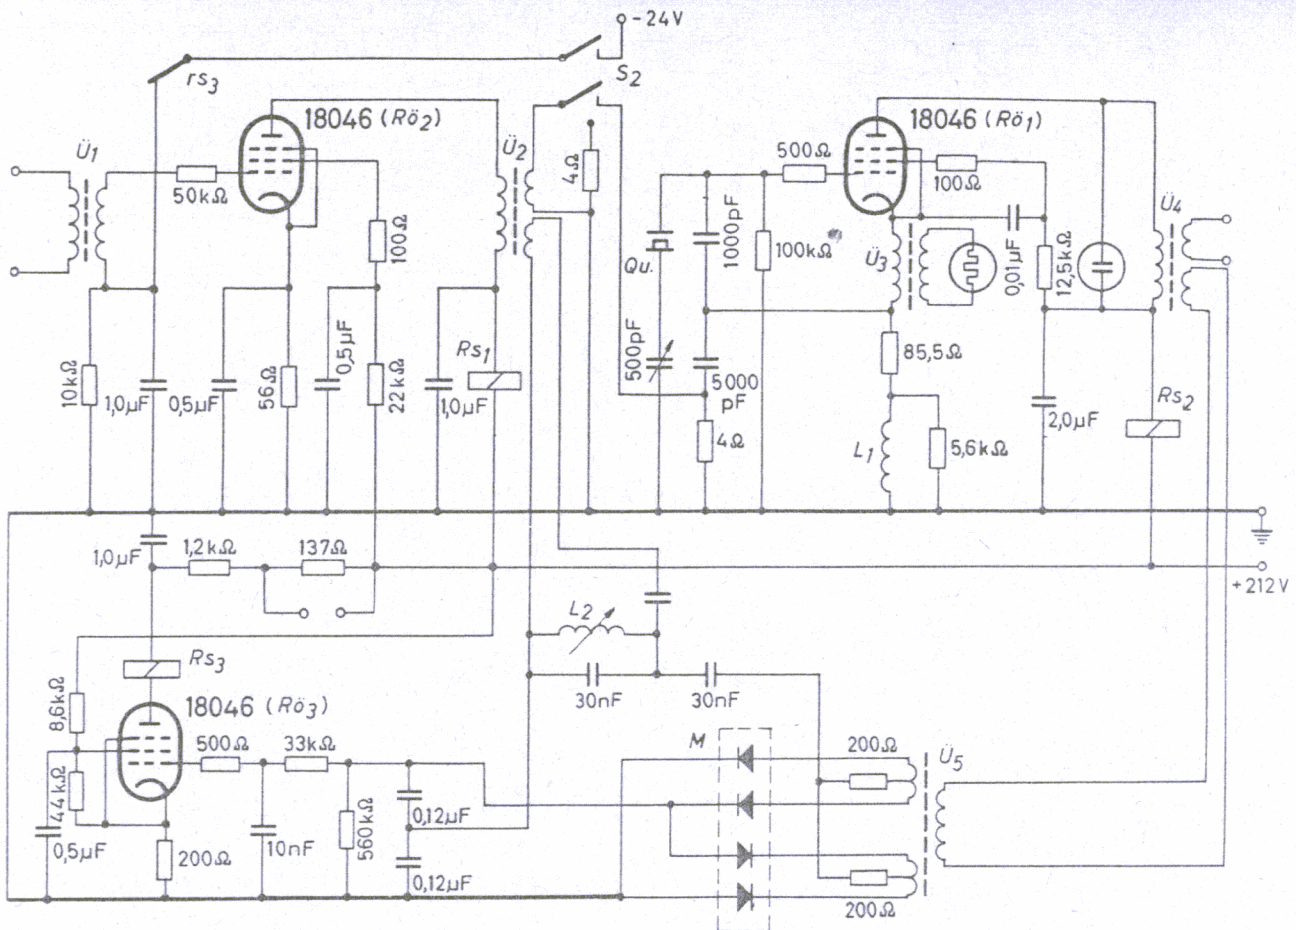 -24V
rs3
S2
18046 (Rö2)
18046 (Rö1)
Ü1
Ü2
4Ω
50kΩ
500Ω
100Ω
Ü4
100Ω
1000pF
100kΩ
Qu.
Ü3
0,01µF
12,5kΩ
0,5µF
Rs1
500pF
85,5Ω
5000
pF
10kΩ
1,0µF
0,5µF
56Ω
22kΩ
1,0µF
4Ω
L1
5,6kΩ
2,0µF
Rs2
1,0µF
1,2kΩ
137Ω
+212V
L2
Rs3
30nF
30nF
8,6kΩ
18046 (Rö3)
500Ω
33kΩ
M
200Ω
Ü5
44kΩ
0,5µF
200Ω
10nF
560kΩ
0,12µF
0,12µF
200Ω